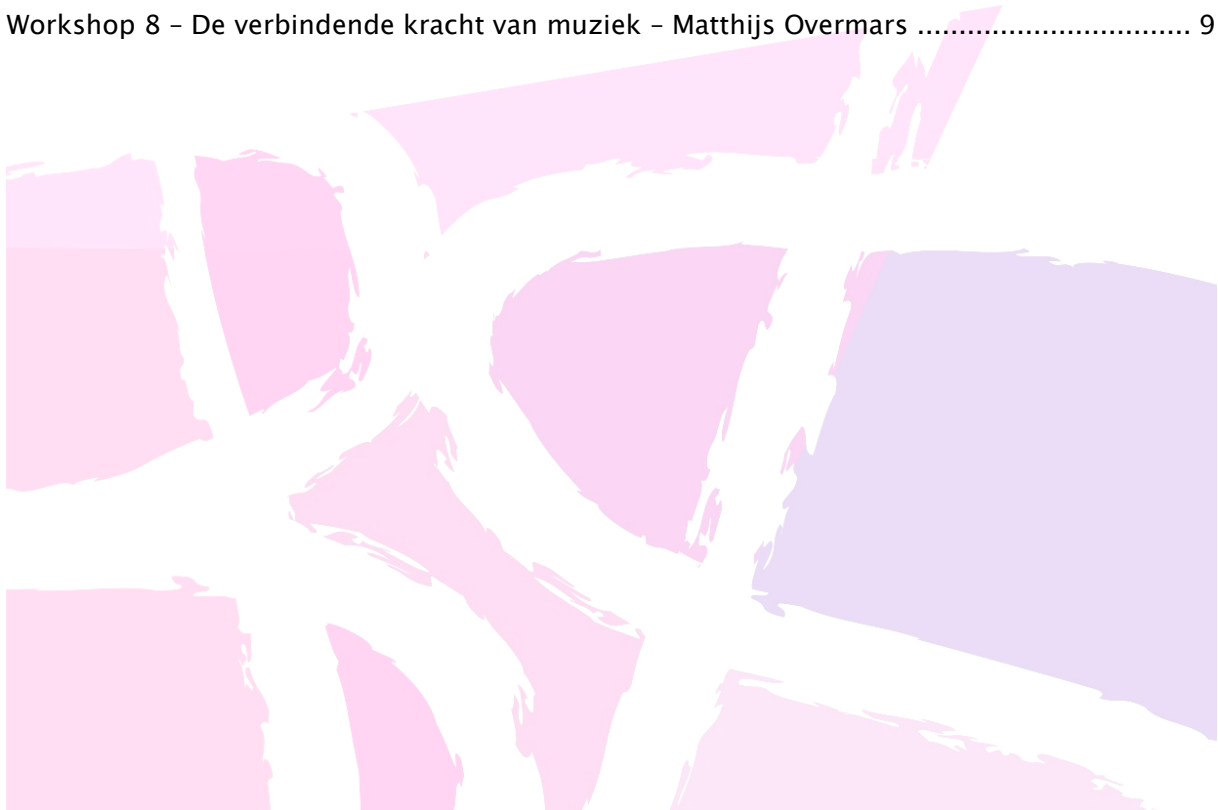 Workshop 8 – De verbindende kracht van muziek – Matthijs Overmars ................................. 9